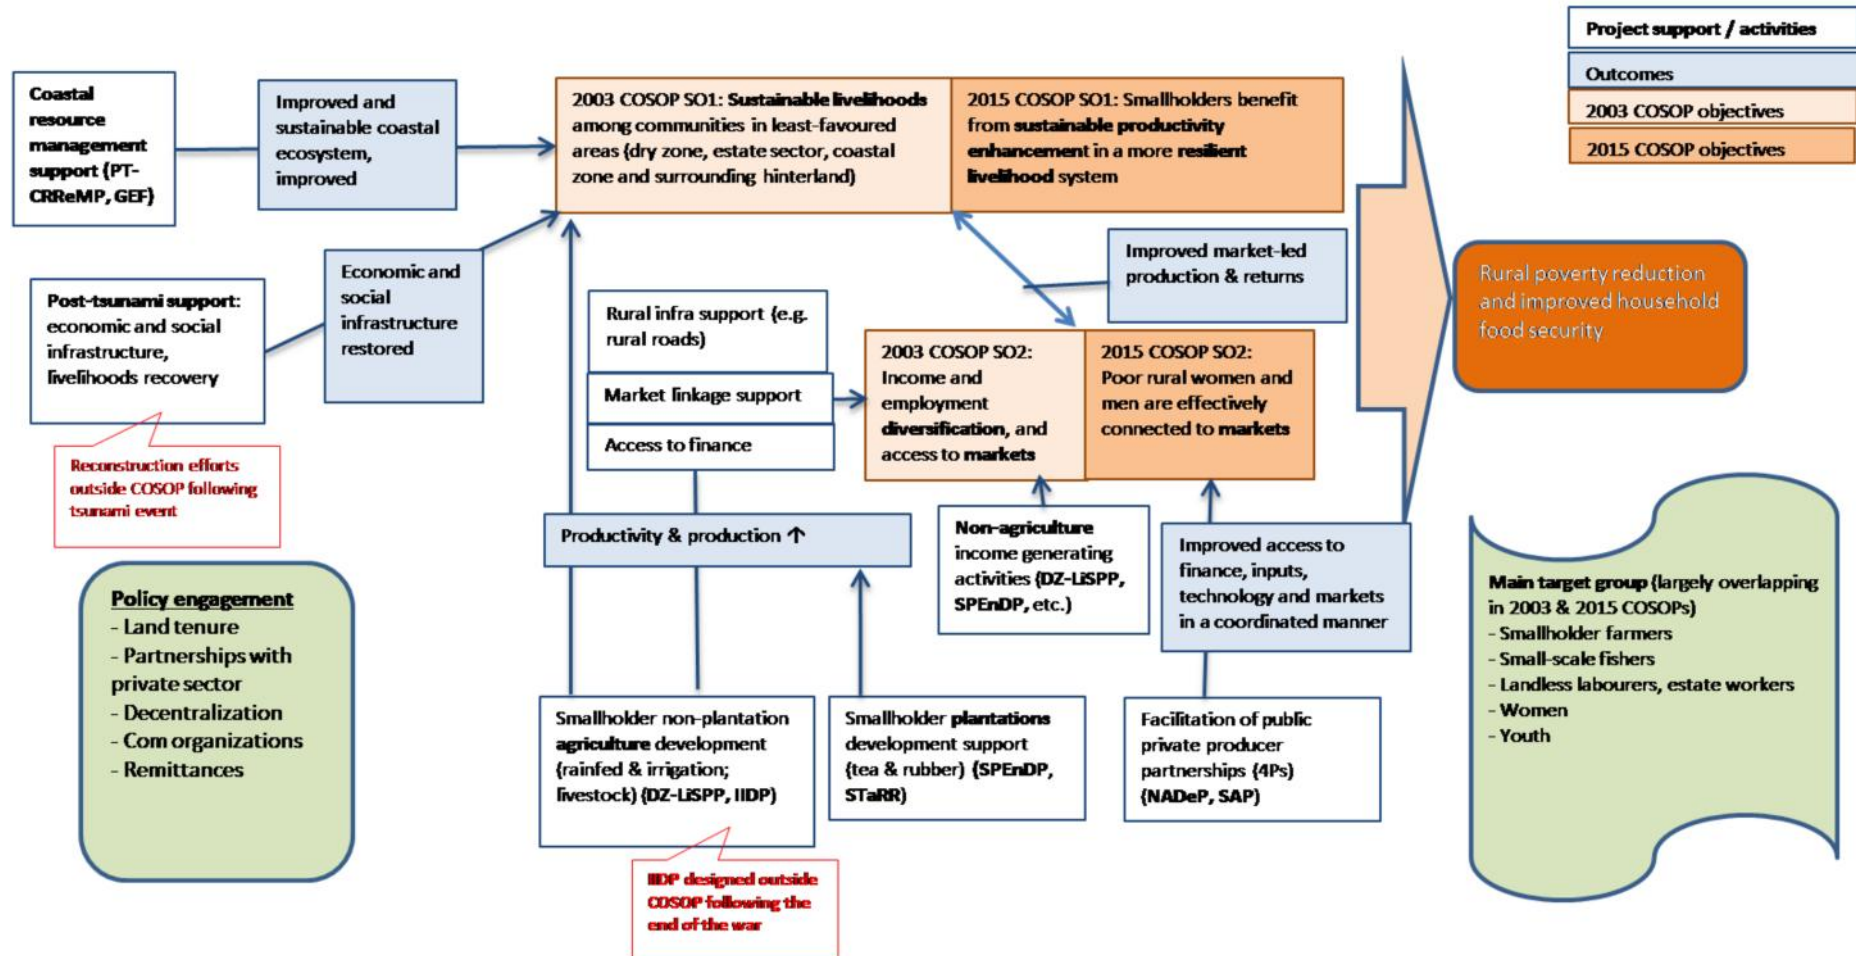 Project support / activities
Outcomes
2003 COSOP objectives
2015 COSOP objectives
Coastal
resource
management
support (PT-
CRReMP, GEF)
Improved and
sustainable coastal
ecosystem,
improved
2003 COSOP SO1: Sustainable livelihoods
among communities in least-favoured
areas (dry zone, estate sector, coastal
zone and surrounding hinterland)
2015 COSOP SO1: Smallholders benefit
from sustainable productivity
enhancement in a more resilient
livelihood system
Post-tsunami support:
economic and social
infrastructure,
livelihoods recovery
Economic and
social
infrastructure
restored
Improved market-led
production & returns
Rural poverty reduction
and improved household
food security
Rural infra support (e.g.
rural roads)
Market linkage support
Access to finance
2003 COSOP SO2:
Income and
employment
diversification, and
access to markets
2015 COSOP SO2:
Poor rural women and
men are effectively
connected to markets
Reconstruction efforts
outside COSOP following
tsunami event
Productivity & production ↑
Non-agriculture
income generating
activities (DZ-LiSPP,
SPEnDP, etc.)
Improved access to
finance, inputs,
technology and markets
in a coordinated manner
Policy engagement
- Land tenure
- Partnerships with
private sector
- Decentralization
- Com organizations
- Remittances
Main target group (largely overlapping
in 2003 & 2015 COSOPs)
- Smallholder farmers
- Small-scale fishers
- Landless labourers, estate workers
- Women
- Youth
Smallholder non-plantation
agriculture development
(rainfed & irrigation;
livestock) (DZ-LiSPP, IIDP)
Smallholder plantations
development support
(tea & rubber) (SPEnDP,
STaRR)
Facilitation of public
private producer
partnerships (4Ps)
(NADeP, SAP)
IIDP designed outside
COSOP following the
end of the war